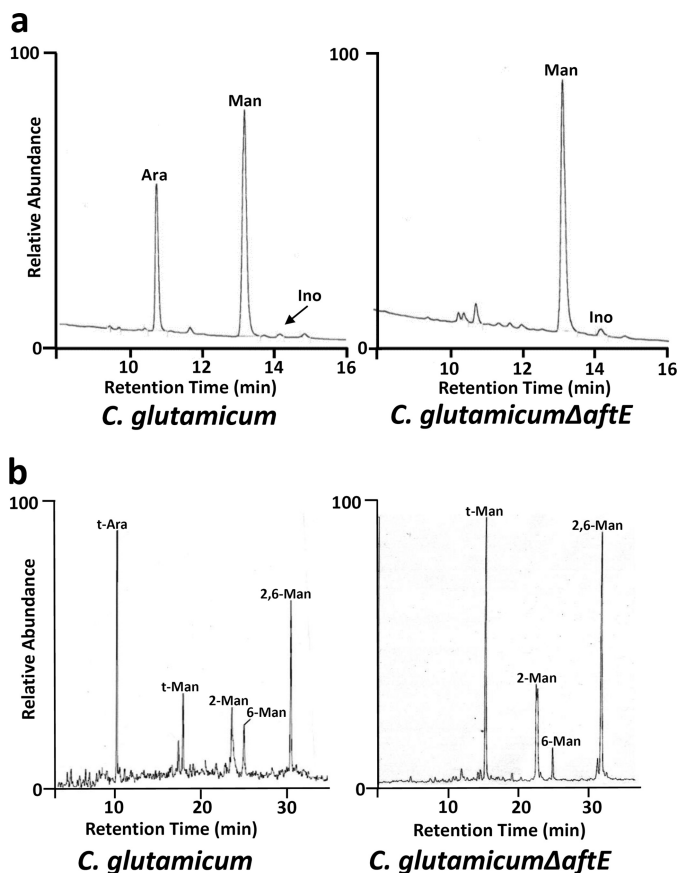 a
100
0
Relative Abundance
Ara
Man
Ino
10
12
14
16
Retention Time (min)
C. glutamicum
100
0
Man
Ino
10
12
14
16
Retention Time (min)
C. glutamicumΔaftE
b
100
0
Relative Abundance
t-Ara
t-Man
2-Man
6-Man
2,6-Man
10
20
30
Retention Time (min)
C. glutamicum
100
0
t-Man
2-Man
6-Man
2,6-Man
10
20
30
Retention Time (min)
C. glutamicumΔaftE